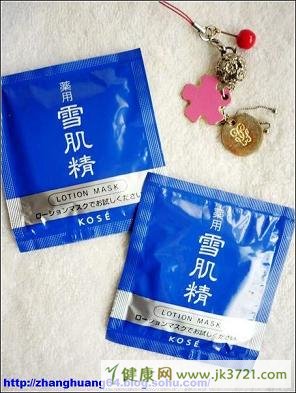 薬用
雪肌精
LOTION MASK
ローションマスクでお試しください
KOSÉ
薬用
雪肌精
LOTION MASK
ローションマスクでお試しください
KOSÉ
健康网 www.jk3721.com
http://zhanghuang64.blog.sohu.com/